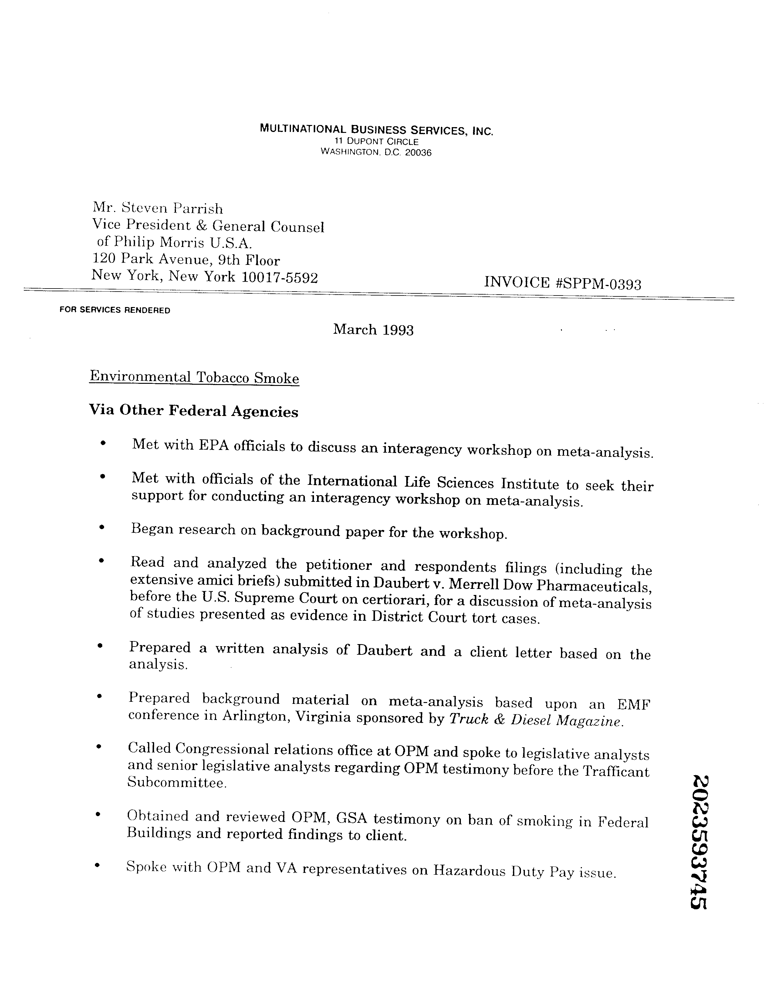 MULTINATIONAL BUSINESS SERVICES, INC.
11 DUPONT CIRCLE
WASHINGTON, D.C. 20036
Mr. Steven Parrish
Vice President & General Counsel
of Philip Morris U.S.A.
120 Park Avenue, 9th Floor
New York, New York 10017-5592
INVOICE #SPPM-0393
FOR SERVICES RENDERED
March 1993
Environmental Tobacco Smoke
Via Other Federal Agencies
• Met with EPA officials to discuss an interagency workshop on meta-analysis.
• Met with officials of the International Life Sciences Institute to seek their
support for conducting an interagency workshop on meta-analysis.
• Began research on background paper for the workshop.
• Read and analyzed the petitioner and respondents filings (including the
extensive amici briefs) submitted in Daubert v. Merrell Dow Pharmaceuticals,
before the U.S. Supreme Court on certiorari, for a discussion of meta-analysis
of studies presented as evidence in District Court tort cases.
• Prepared a written analysis of Daubert and a client letter based on the
analysis.
• Prepared background material on meta-analysis based upon an EMF
conference in Arlington, Virginia sponsored by Truck & Diesel Magazine.
• Called Congressional relations office at OPM and spoke to legislative analysts
and senior legislative analysts regarding OPM testimony before the Trafficant
Subcommittee.
• Obtained and reviewed OPM, GSA testimony on ban of smoking in Federal
Buildings and reported findings to client.
• Spoke with OPM and VA representatives on Hazardous Duty Pay issue.
2023593745